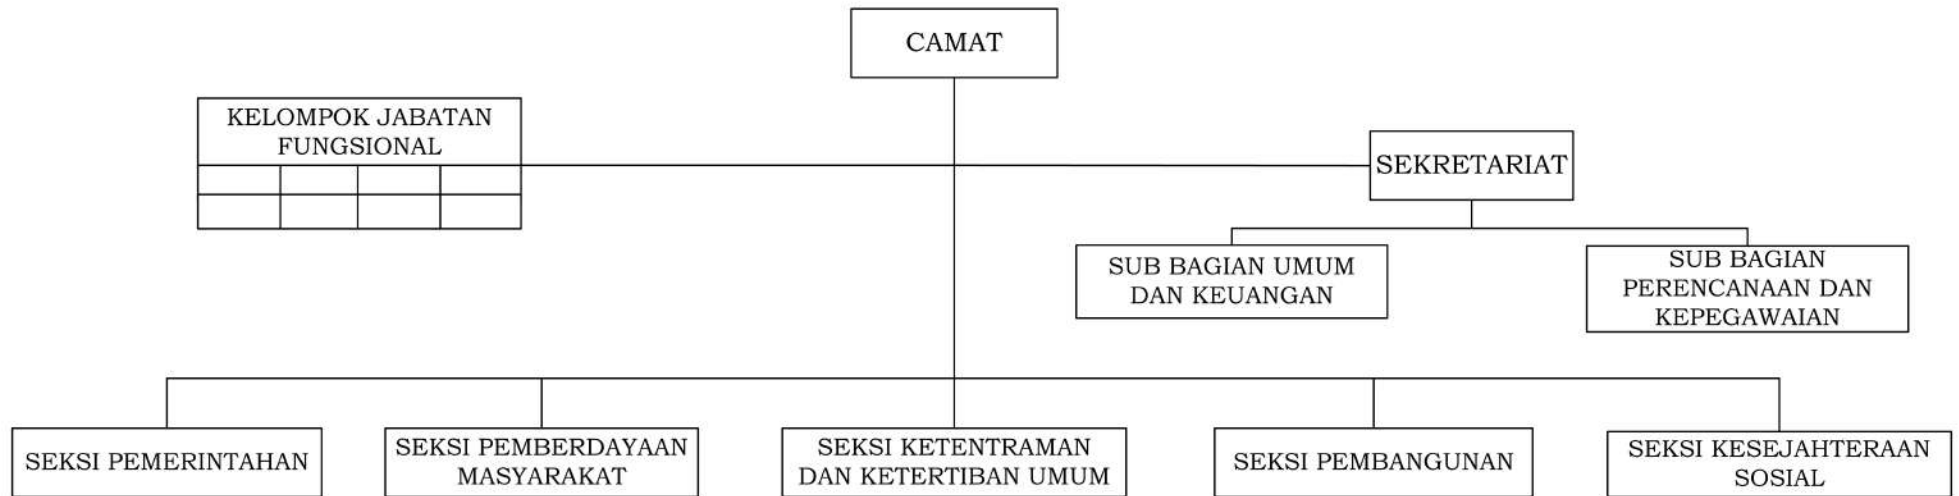 CAMAT
KELOMPOK JABATAN
FUNGSIONAL
SEKRETARIAT
SUB BAGIAN UMUM
DAN KEUANGAN
SUB BAGIAN
PERENCANAAN DAN
KEPEGAWAIAN
SEKSI PEMERINTAHAN
SEKSI PEMBERDAYAAN
MASYARAKAT
SEKSI KETENTRAMAN
DAN KETERTIBAN UMUM
SEKSI PEMBANGUNAN
SEKSI KESEJAHTERAAN
SOSIAL